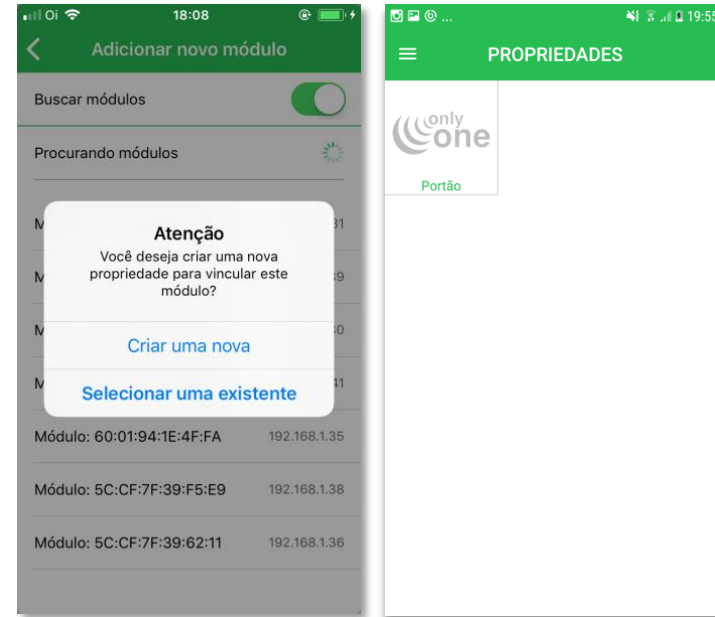 Oi 18:08
Adicionar novo módulo
Buscar módulos
Procurando módulos
Atenção
Você deseja criar uma nova
propriedade para vincular este
módulo?
Criar uma nova
Selecionar uma existente
Módulo: 60:01:94:1E:4F:FA 192.168.1.35
Módulo: 5C:CF:7F:39:F5:E9 192.168.1.38
Módulo: 5C:CF:7F:39:62:11 192.168.1.36
... 19:55
PROPRIEDADES
only
one
Portão